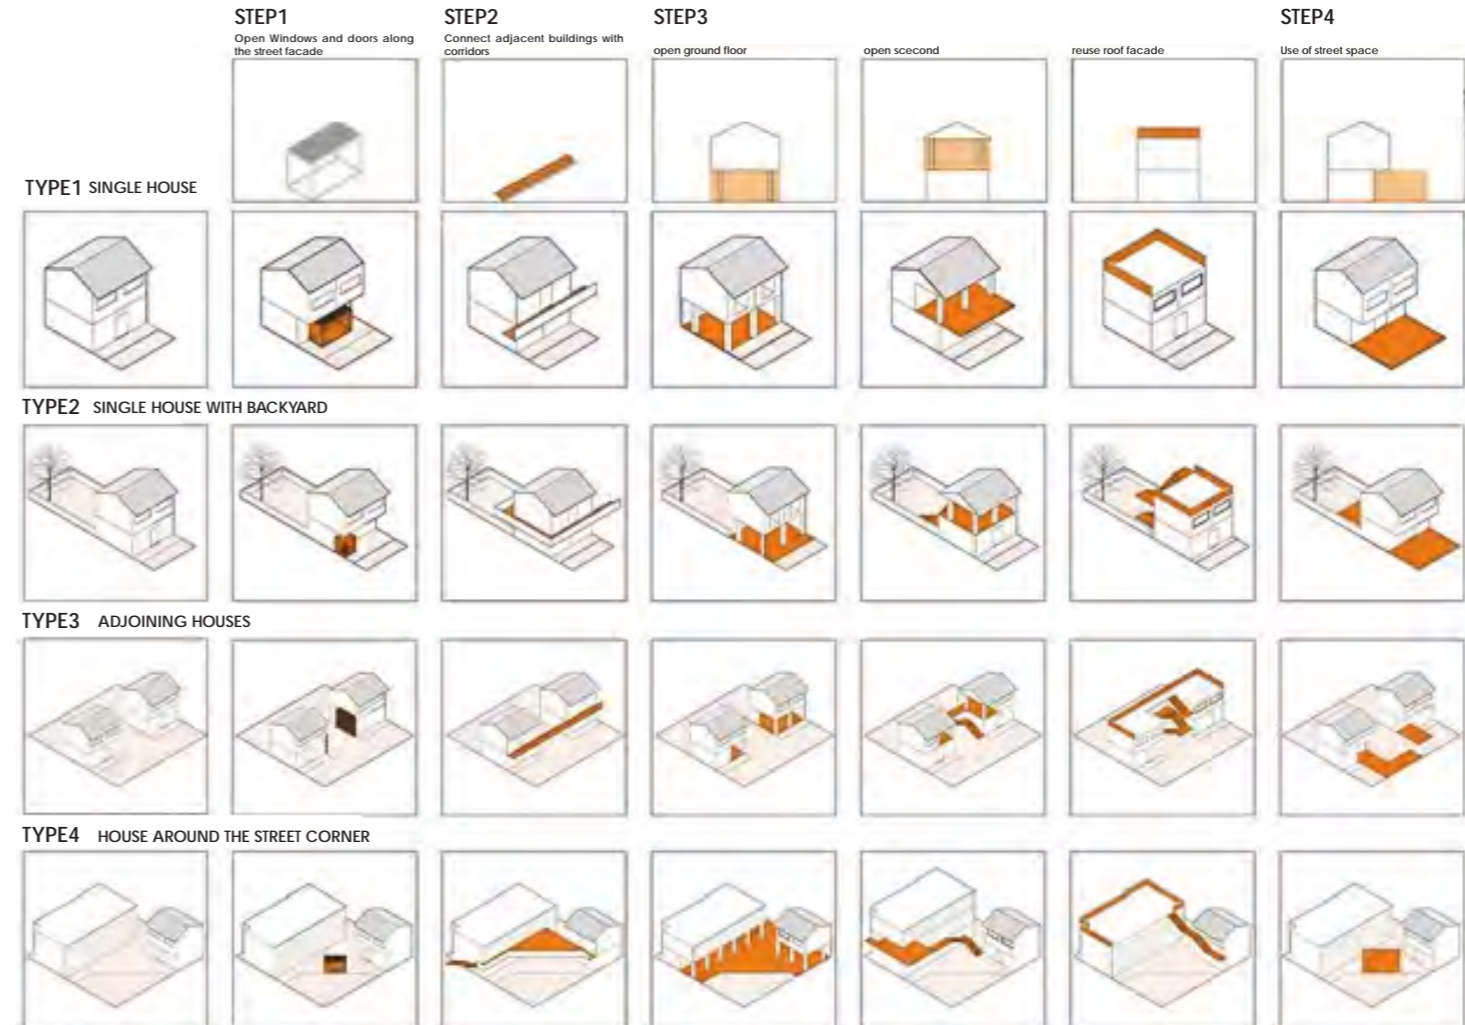 STEP1
Open Windows and doors along
the street facade
STEP2
Connect adjacent buildings with
corridors
STEP3
open ground floor
open scecond
reuse roof facade
STEP4
Use of street space
TYPE1 SINGLE HOUSE
TYPE2 SINGLE HOUSE WITH BACKYARD
TYPE3 ADJOINING HOUSES
TYPE4 HOUSE AROUND THE STREET CORNER